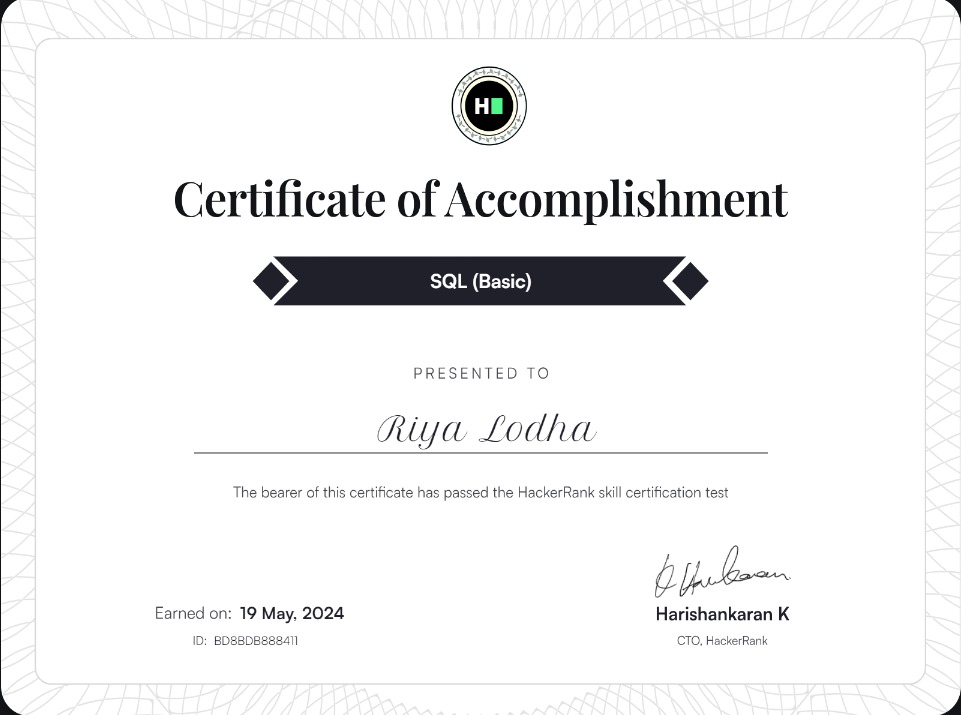 H
Certificate of Accomplishment
SQL (Basic)
PRESENTED TO
Riya Lodha
The bearer of this certificate has passed the HackerRank skill certification test
Earned on: 19 May, 2024
ID: BD8BDB888411
Harishankaran K
CTO, HackerRank